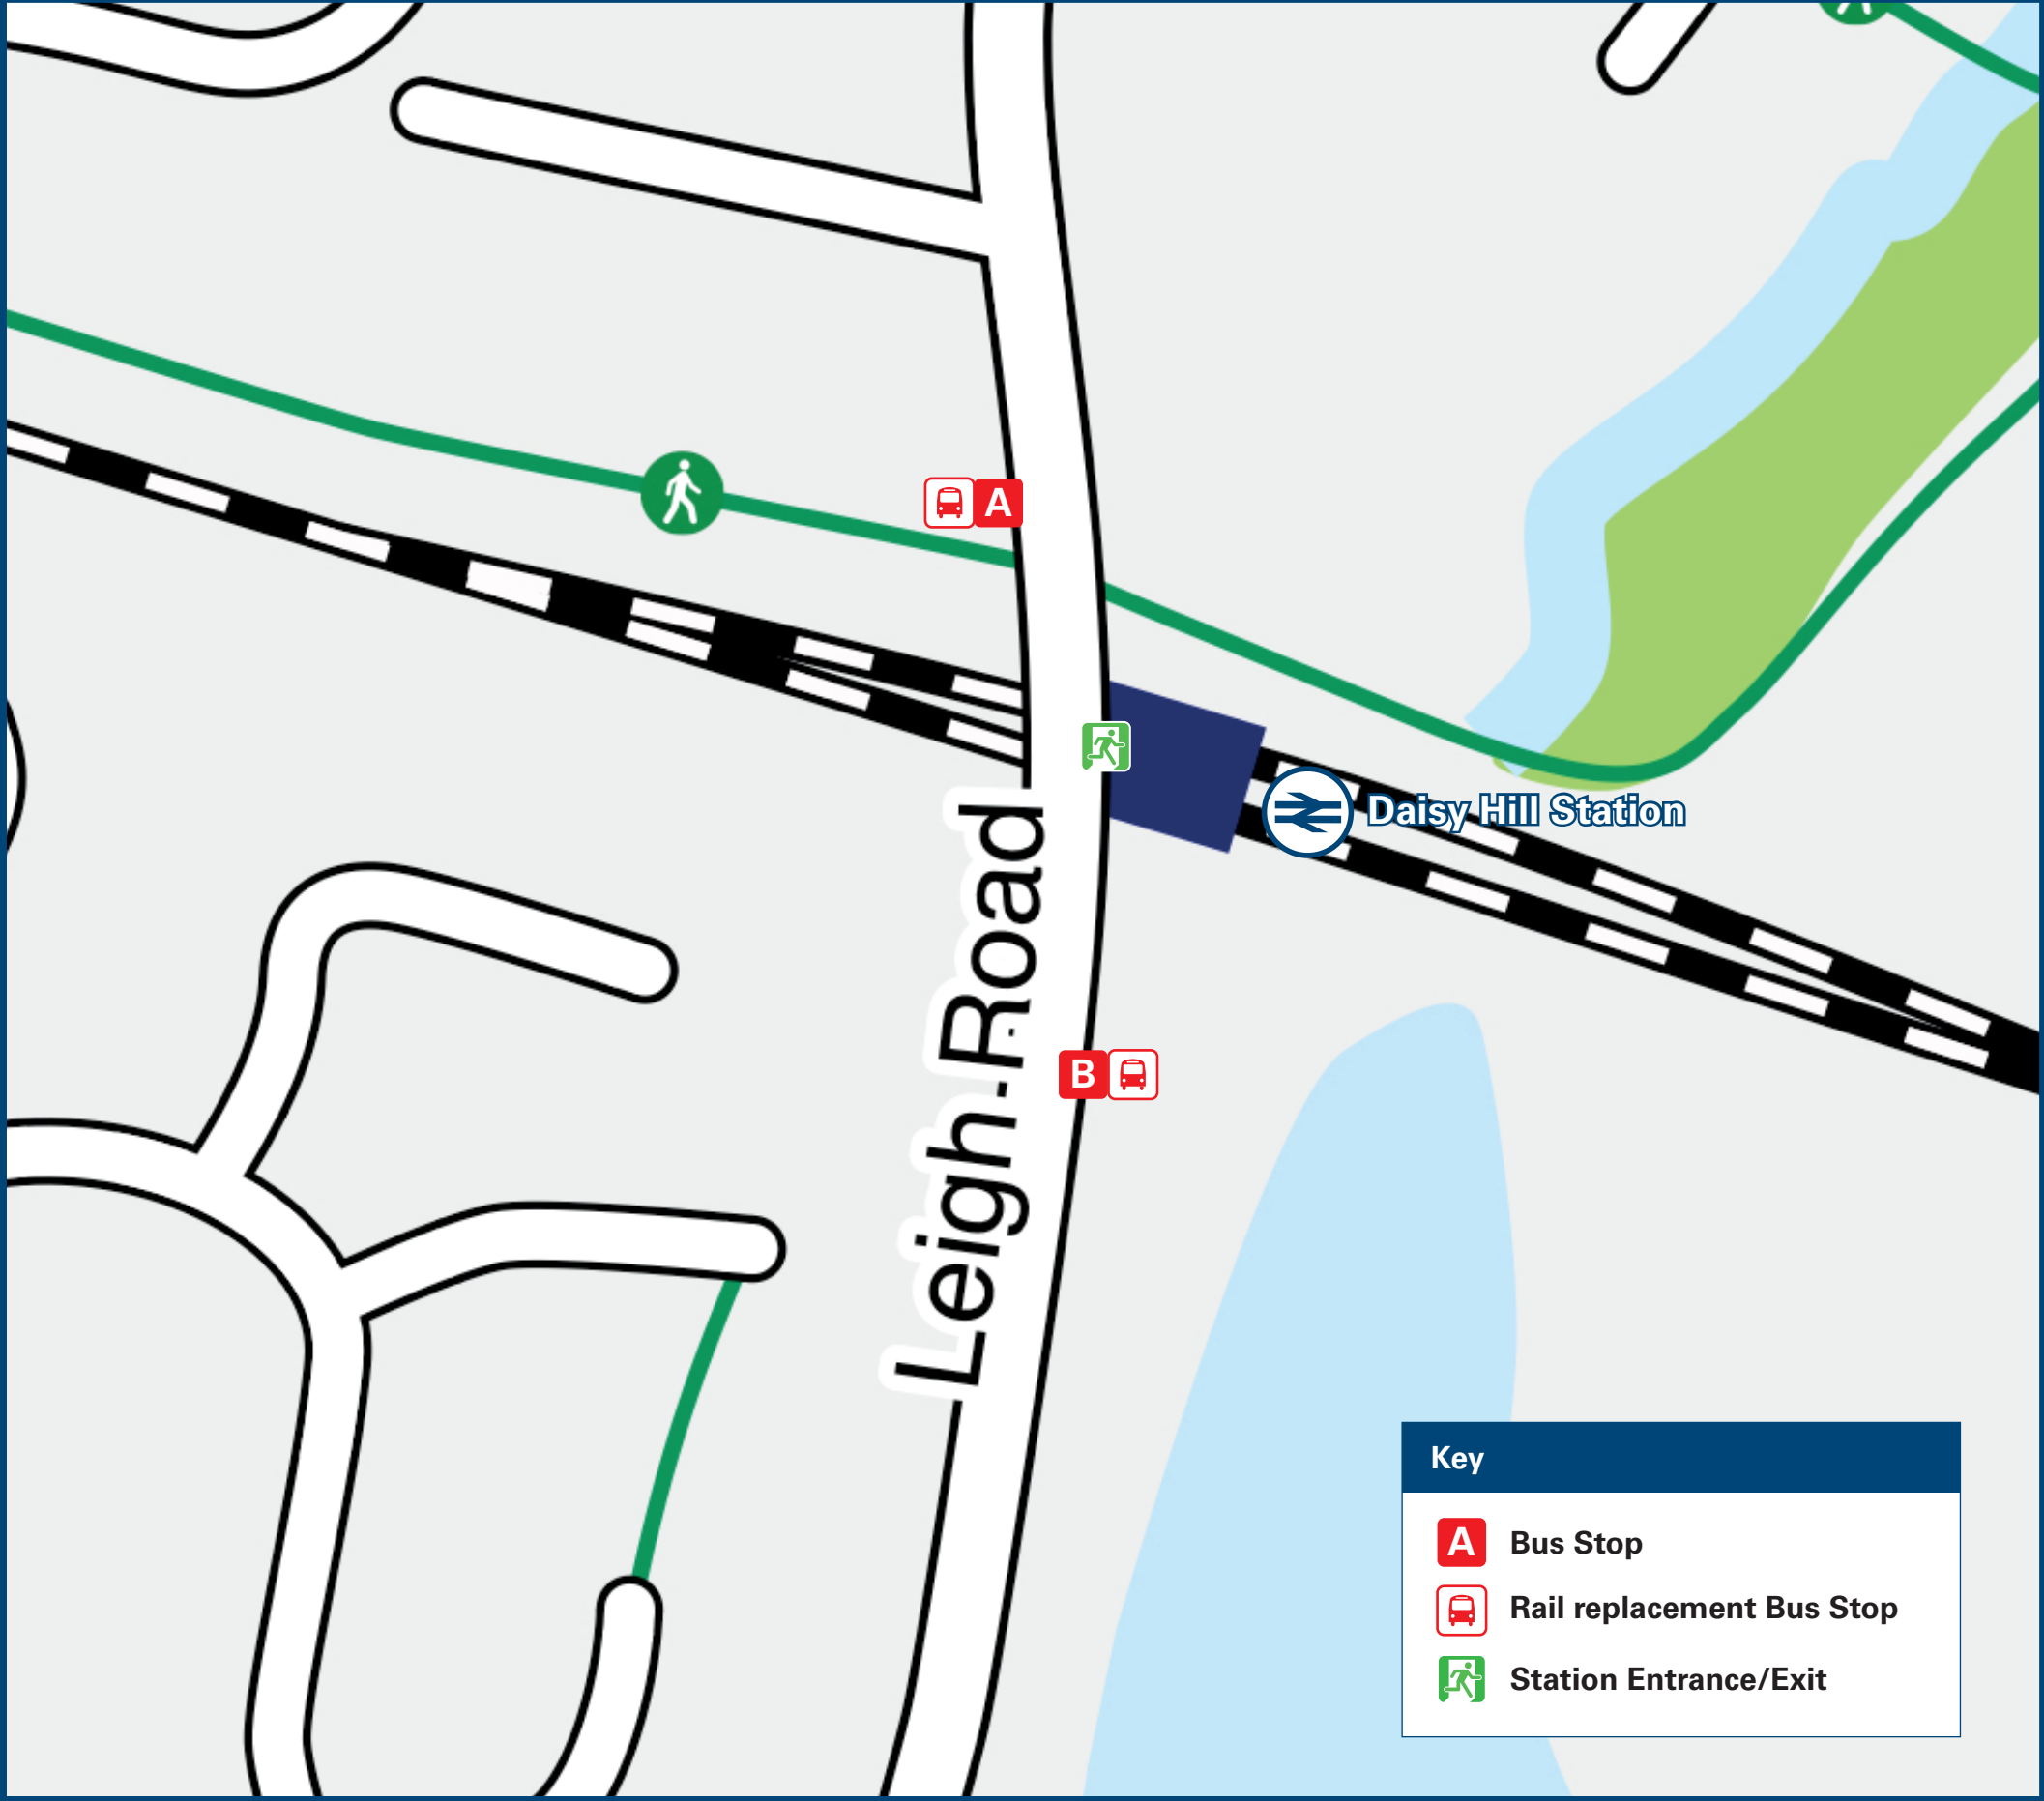 A
Daisy Hill Station
Leigh Road
B
Key
A Bus Stop
Rail replacement Bus Stop
Station Entrance/Exit